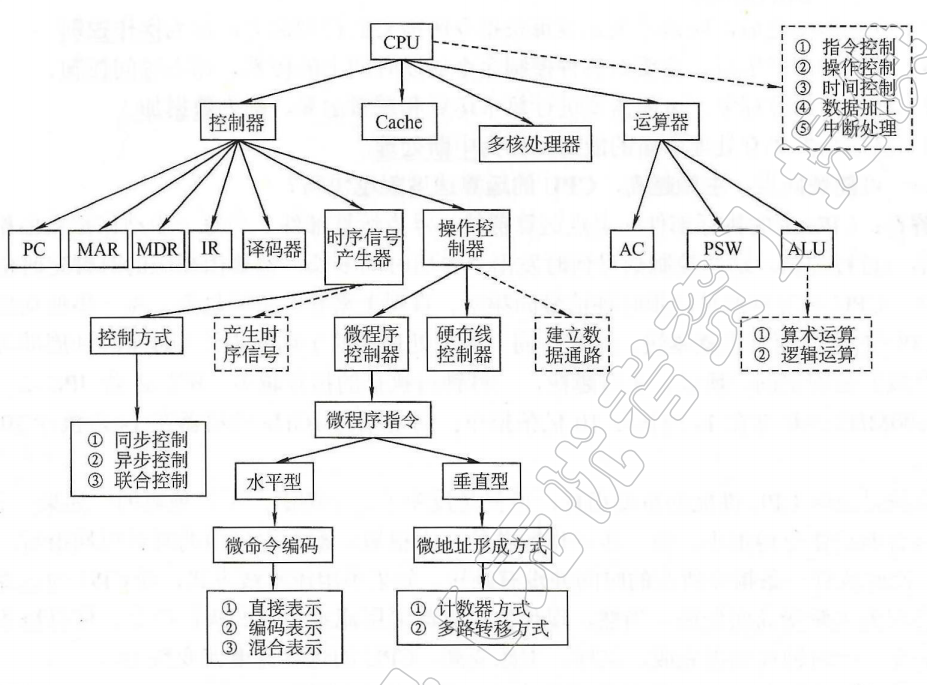 CPU
① 指令控制
② 操作控制
③ 时间控制
④ 数据加工
⑤ 中断处理
控制器
Cache
多核处理器
运算器
PC
MAR
MDR
IR
译码器
时序信号
产生器
操作控
制器
AC
PSW
ALU
控制方式
产生时
序信号
微程序
控制器
硬布线
控制器
建立数
据通路
① 算术运算
② 逻辑运算
微程序指令
① 同步控制
② 异步控制
③ 联合控制
水平型
垂直型
微命令编码
微地址形成方式
① 直接表示
② 编码表示
③ 混合表示
① 计数器方式
② 多路转移方式